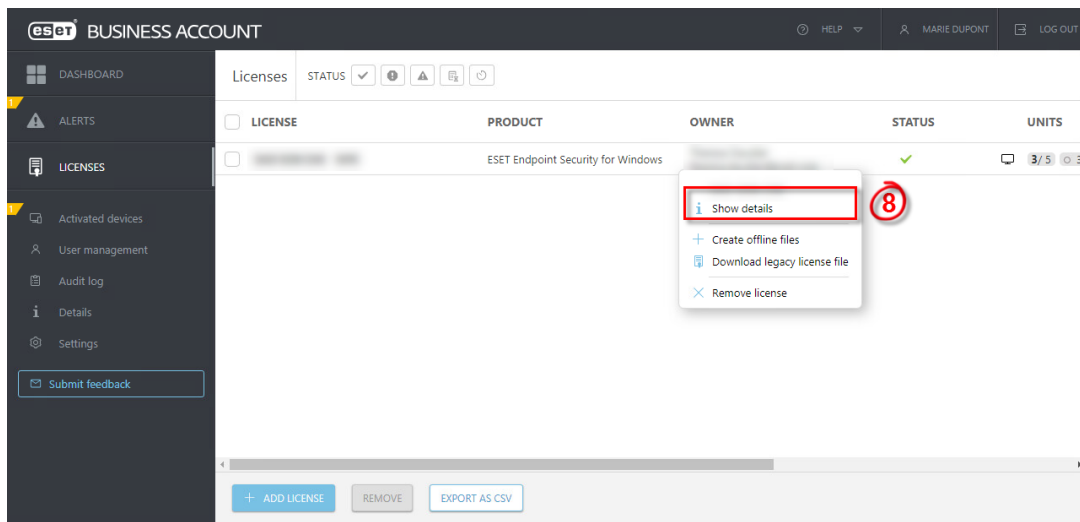 eset BUSINESS ACCOUNT
HELP
MARIE DUPONT
LOG OUT
DASHBOARD
1
ALERTS
LICENSES
1
Activated devices
User management
Audit log
Details
Settings
Submit feedback
Licenses STATUS
LICENSE PRODUCT OWNER STATUS UNITS
ESET Endpoint Security for Windows 3/5
Show details
8
Create offline files
Download legacy license file
Remove license
+ ADD LICENSE REMOVE EXPORT AS CSV